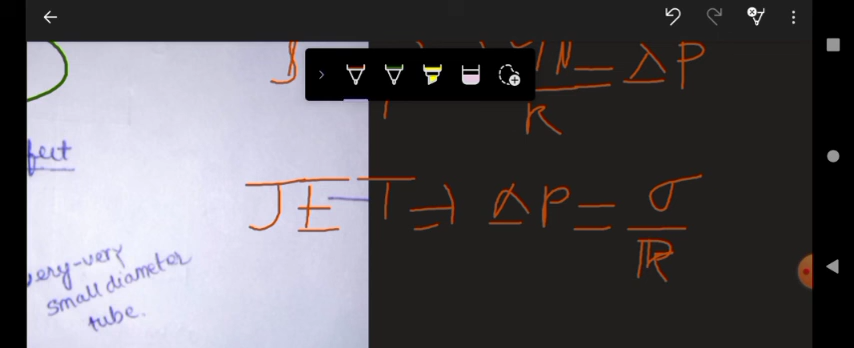 = ΔP
R
fect
JET ⇒ ΔP = σ
R
very-very
small diameter
tube.